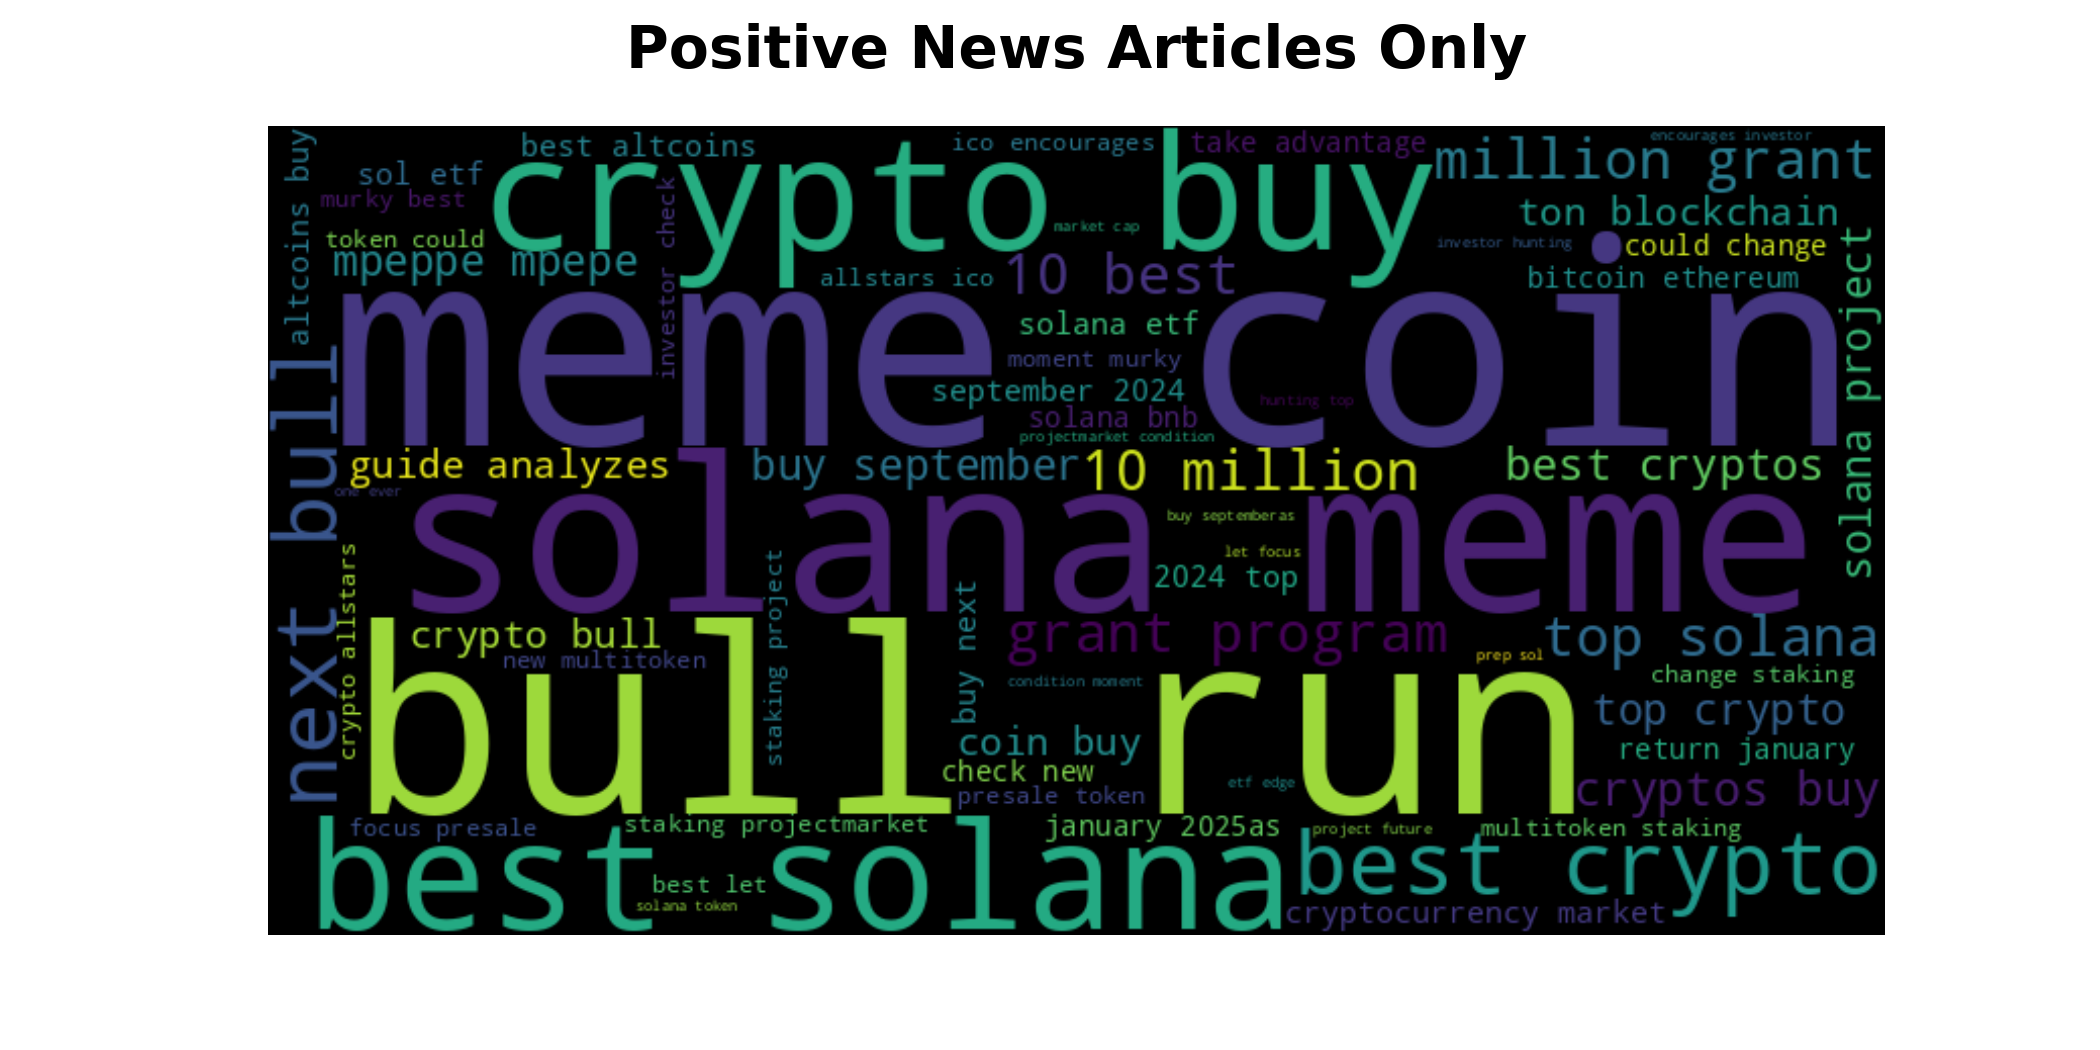 Positive News Articles Only
altcoins buy
best altcoins
ico encourages
take advantage
encourages investor
sol etf
crypto buy
million grant
murky best
investor check
market cap
ton blockchain
token could
investor hunting
could change
mpeppe mpepe
allstars ico
10 best
bitcoin ethereum
solana project
meme coin
solana etf
moment murky
september 2024
hunting top
solana bnb
projectmarket condition
next bull
guide analyzes
buy september
10 million
best cryptos
one ever
solana meme
buy septemberas
let focus
2024 top
crypto allstars
staking project
buy next
crypto bull
grant program
top solana
new multitoken
prep sol
bull run
condition moment
change staking
top crypto
coin buy
return january
check new
etf edge
presale token
cryptos buy
focus presale
staking projectmarket
january 2025as
project future
multitoken staking
best solana
best crypto
best let
solana token
cryptocurrency market